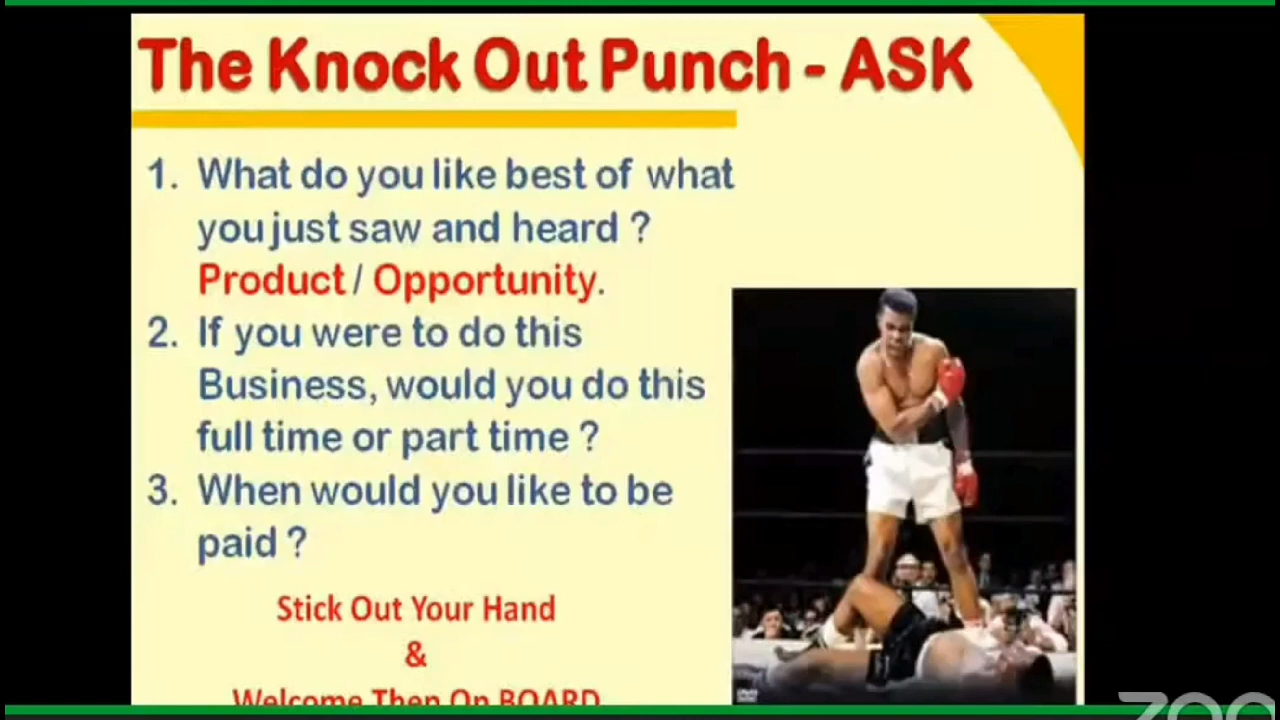 The Knock Out Punch - ASK
1. What do you like best of what
you just saw and heard ?
Product / Opportunity.
2. If you were to do this
Business, would you do this
full time or part time ?
3. When would you like to be
paid ?
Stick Out Your Hand
&
Welcome Then On BOARD